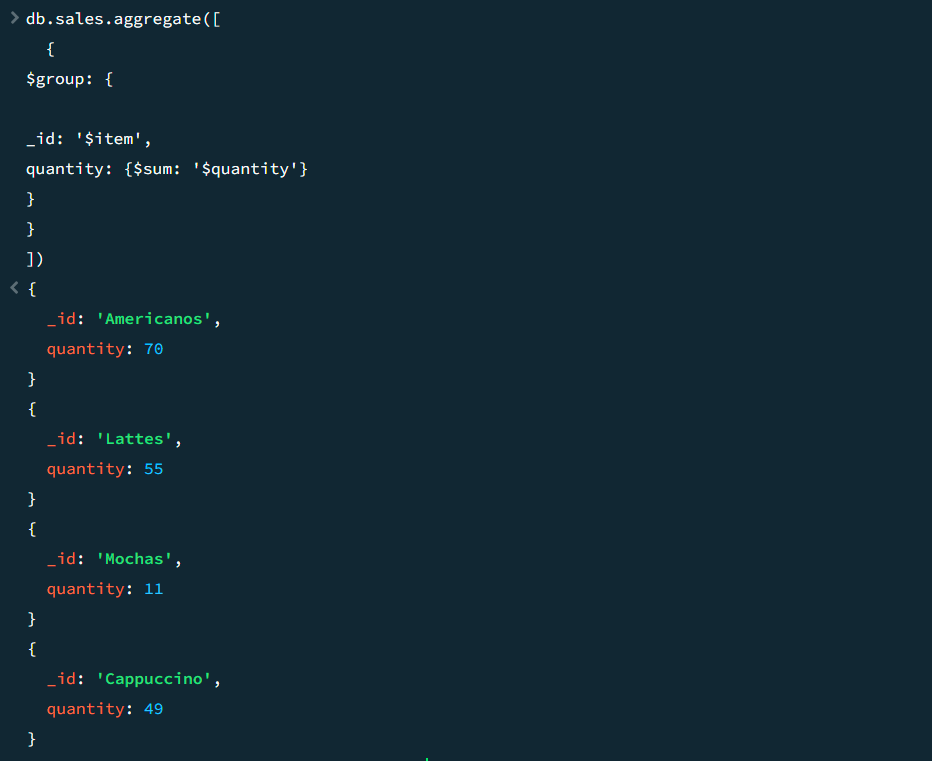 > db.sales.aggregate([
{
$group: {
_id: '$item',
quantity: {$sum: '$quantity'}
}
}
])
< {
_id: 'Americanos',
quantity: 70
}
{
_id: 'Lattes',
quantity: 55
}
{
_id: 'Mochas',
quantity: 11
}
{
_id: 'Cappuccino',
quantity: 49
}